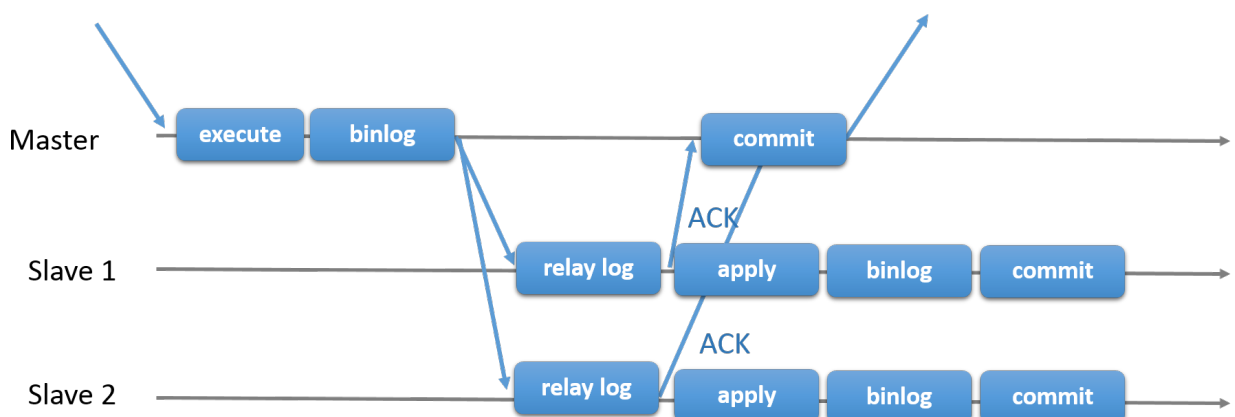 Master execute binlog commit
ACK
Slave 1 relay log apply binlog commit
ACK
Slave 2 relay log apply binlog commit